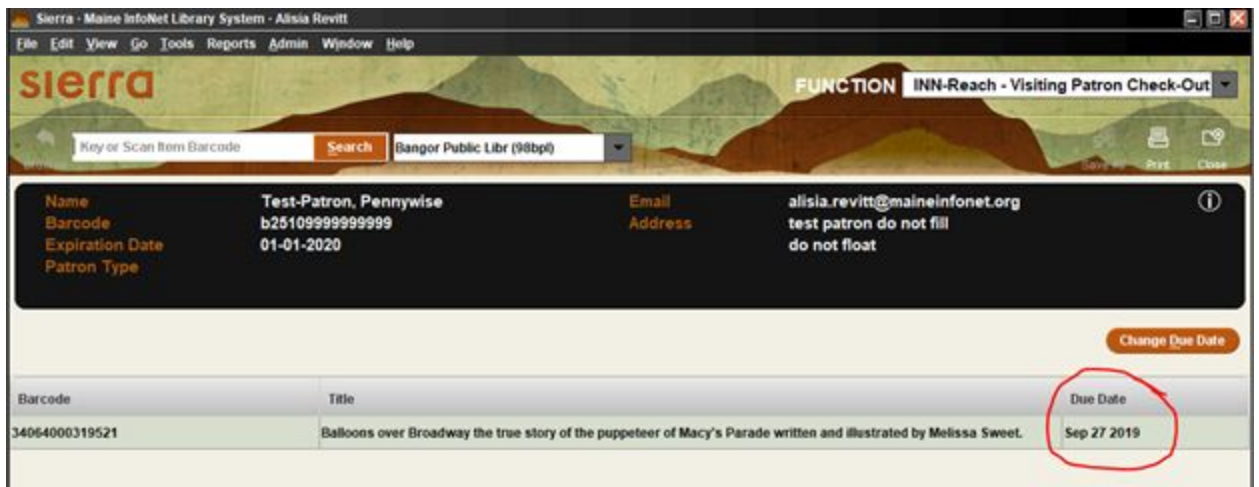 Sierra - Maine InfoNet Library System - Alisia Revitt
File Edit View Go Tools Reports Admin Window Help
sierra
FUNCTION INN-Reach - Visiting Patron Check-Out
Key or Scan Item Barcode Search Bangor Public Libr (98bpl)
Print Close
Name Test-Patron, Pennywise Email alisia.revitt@maineinfonet.org
Barcode b25109999999999 Address test patron do not fill
Expiration Date 01-01-2020 do not float
Patron Type
Change Due Date
Barcode Title Due Date
34064000319521 Balloons over Broadway the true story of the puppeteer of Macy's Parade written and illustrated by Melissa Sweet. Sep 27 2019